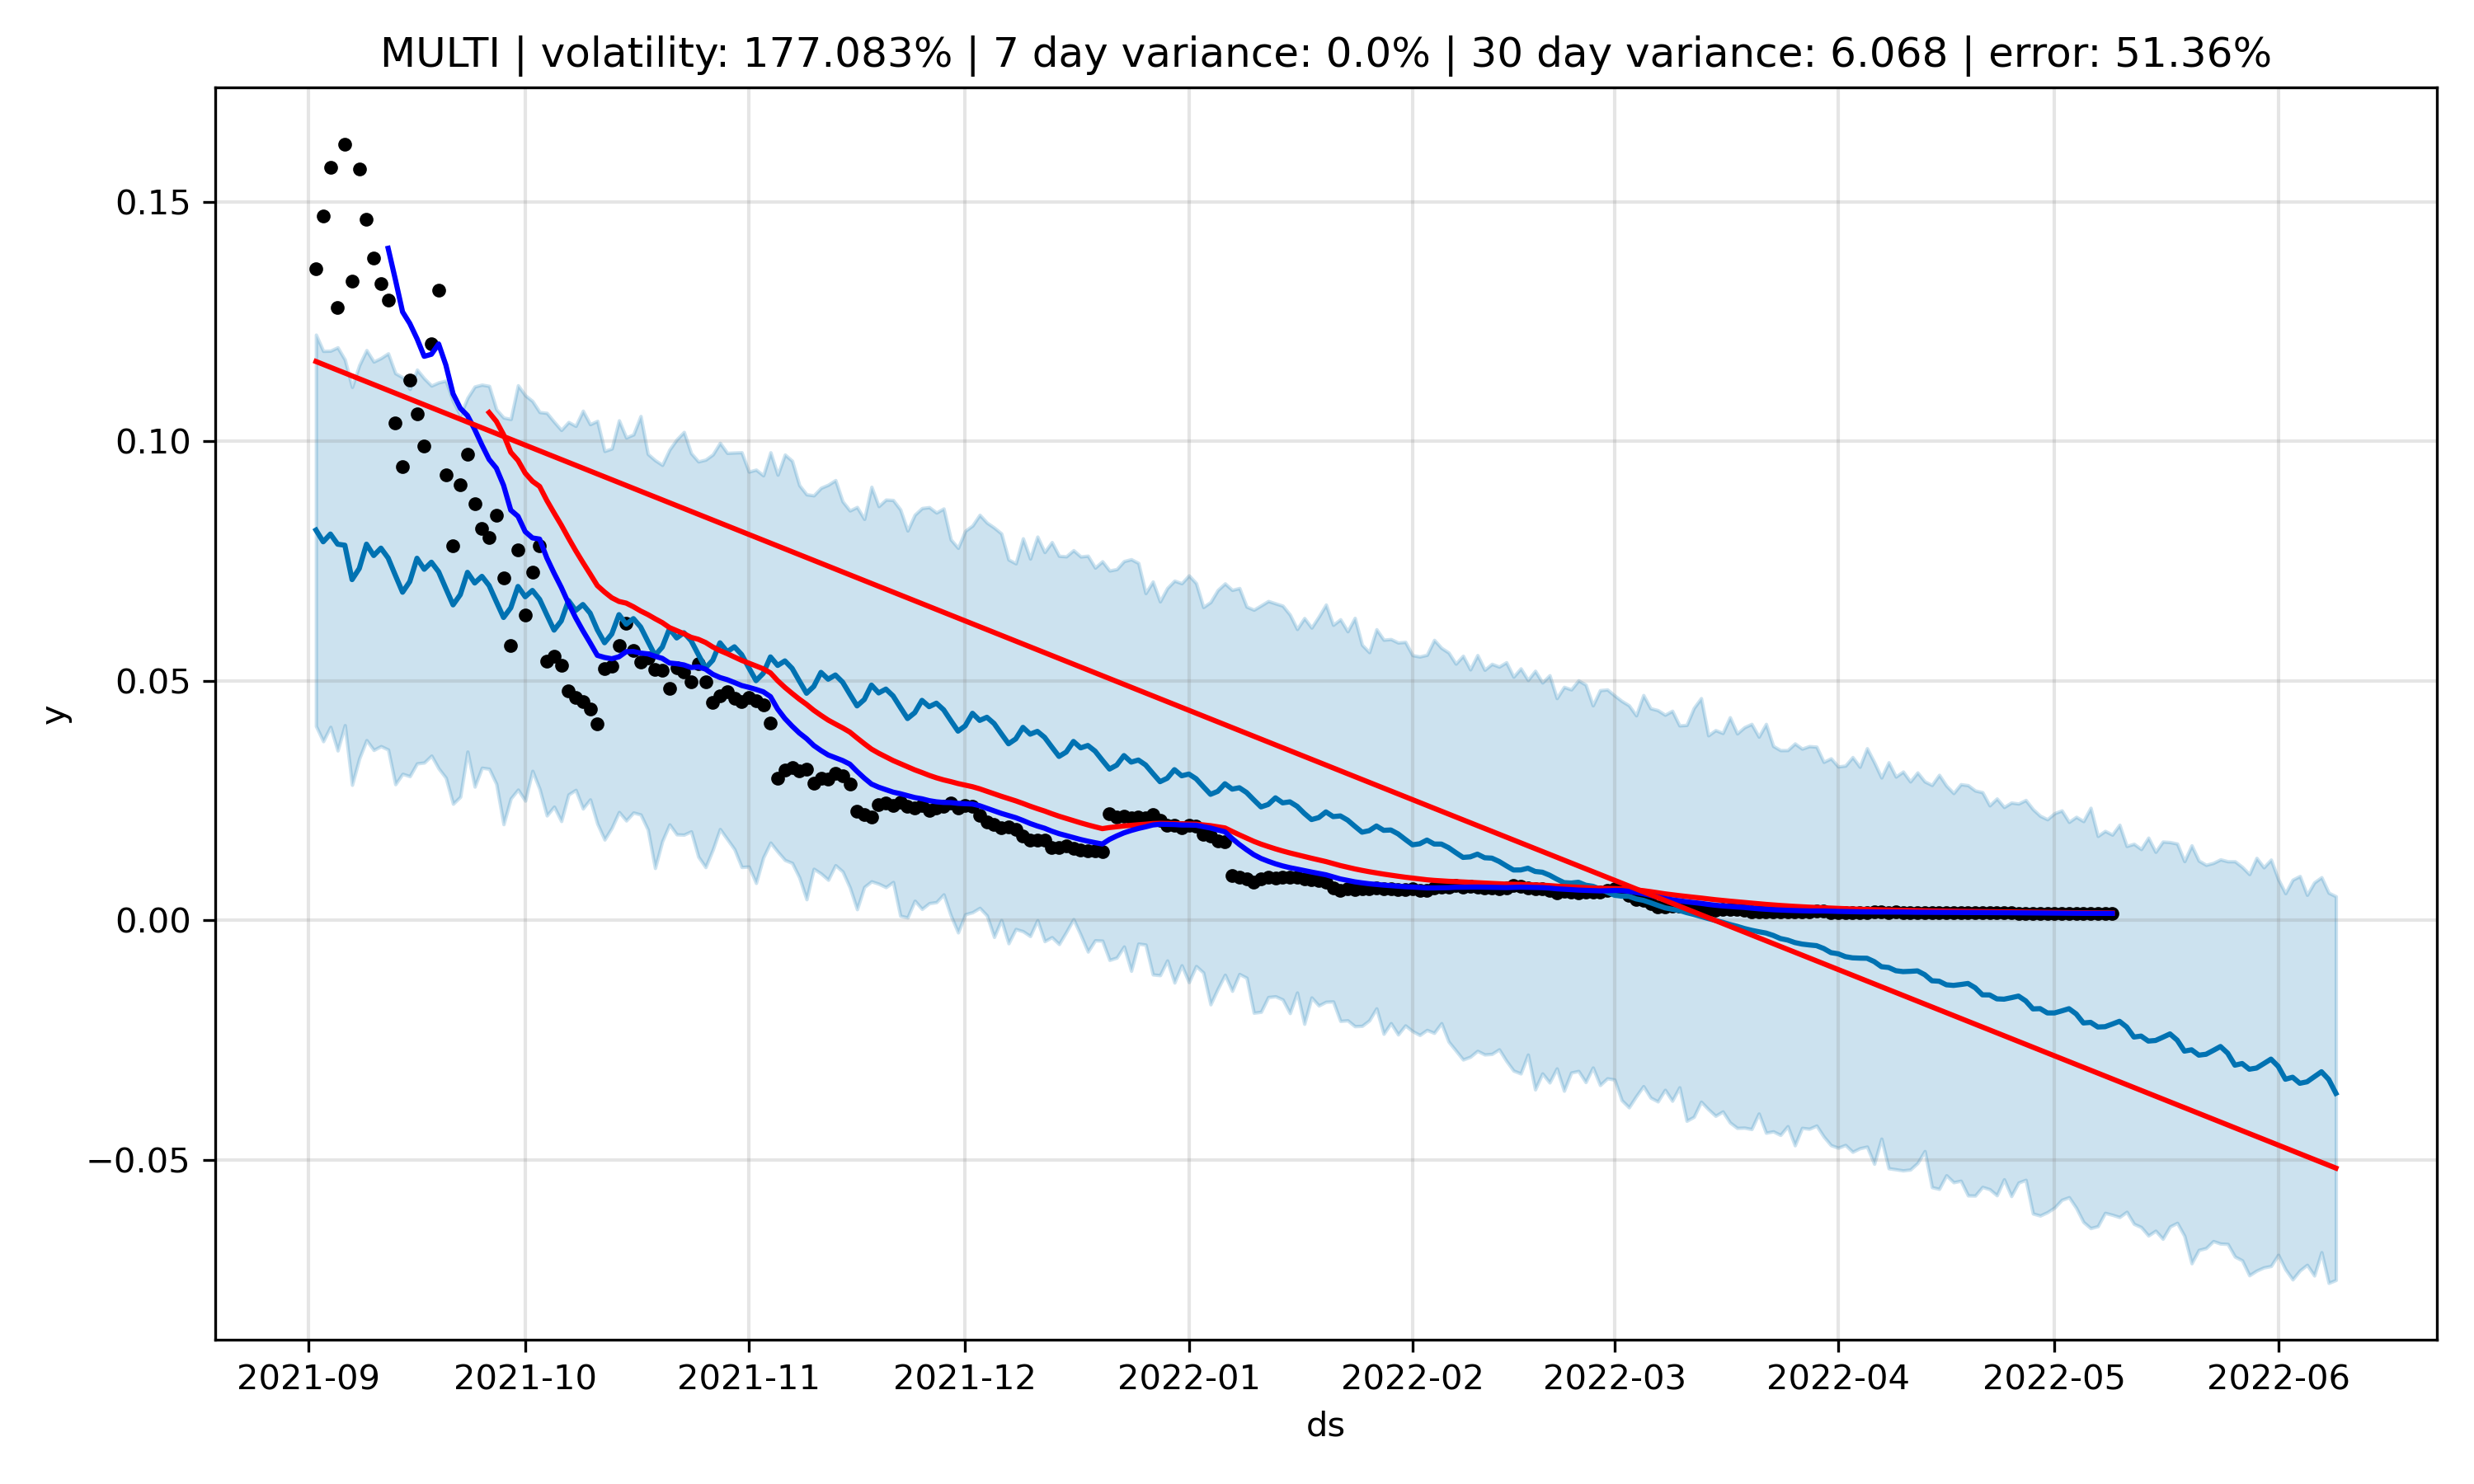 MULTI | volatility: 177.083% | 7 day variance: 0.0% | 30 day variance: 6.068 | error: 51.36%
0.15
0.10
0.05
0.00
−0.05
y
2021-09 2021-10 2021-11 2021-12 2022-01 2022-02 2022-03 2022-04 2022-05 2022-06
ds